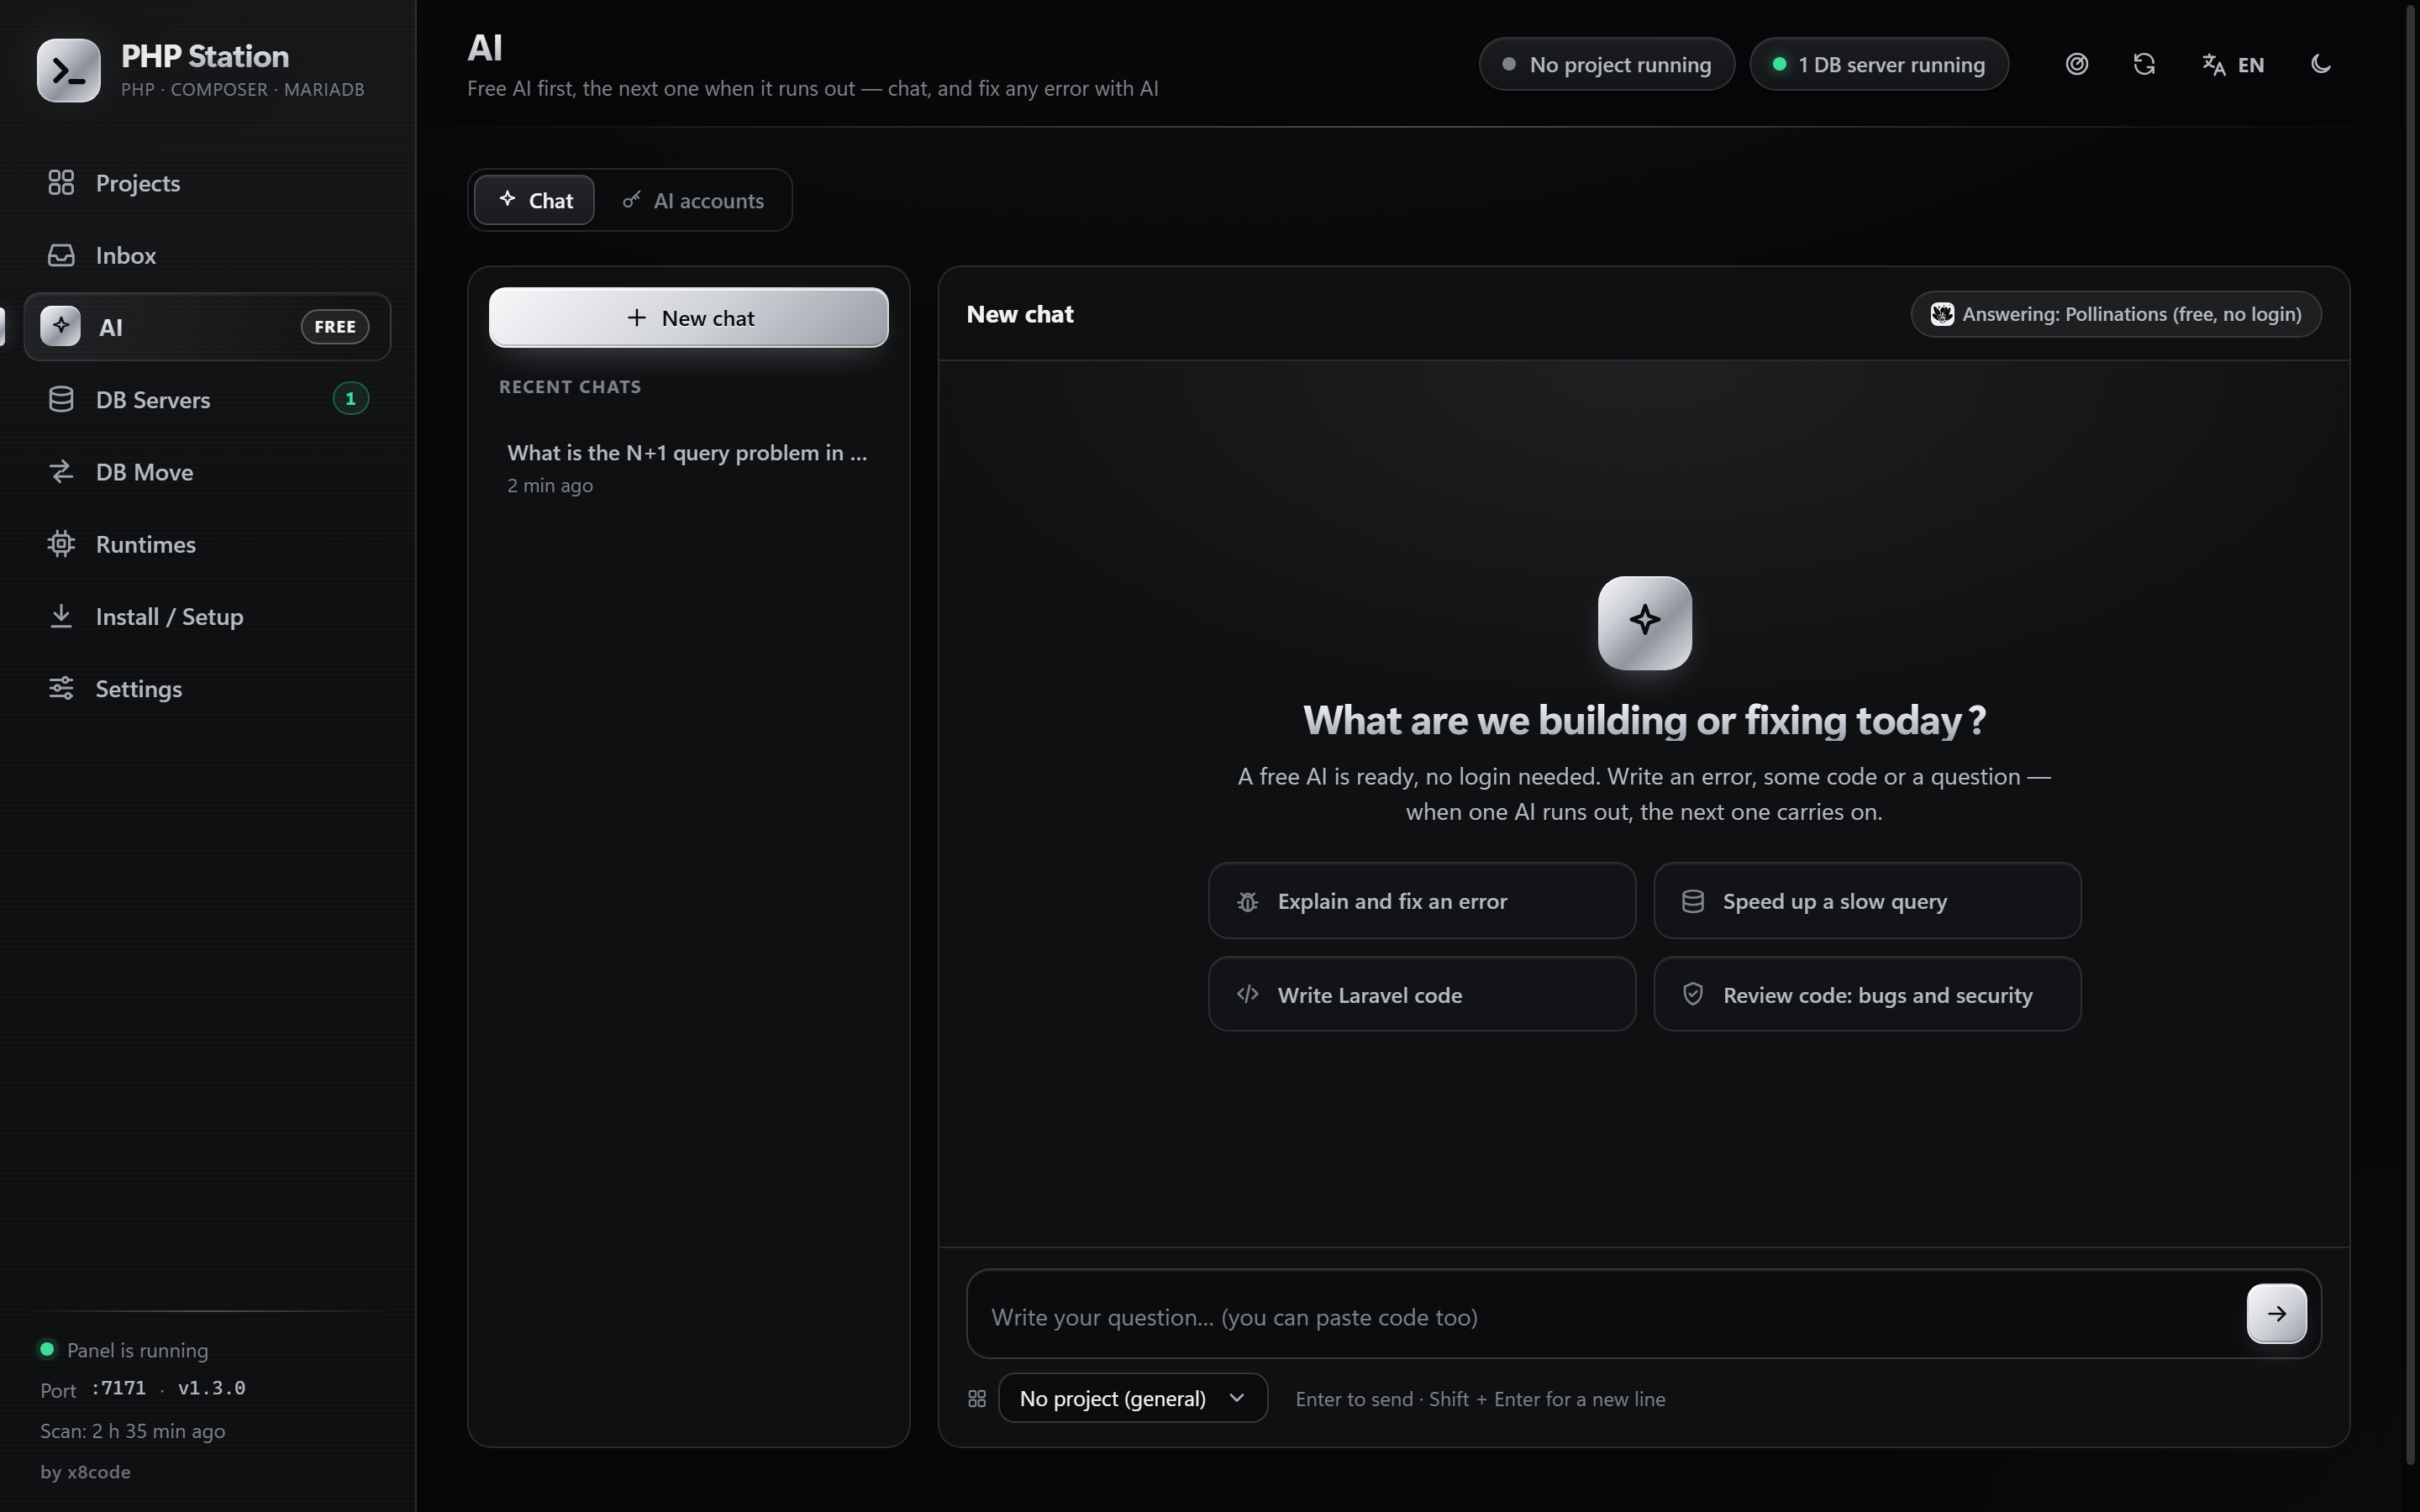 PHP Station
PHP · COMPOSER · MARIADB
Projects
Inbox
AI
FREE
DB Servers
1
DB Move
Runtimes
Install / Setup
Settings
Panel is running
Port :7171 · v1.3.0
Scan: 2 h 35 min ago
by x8code
AI
Free AI first, the next one when it runs out — chat, and fix any error with AI
No project running
1 DB server running
EN
Chat
AI accounts
New chat
RECENT CHATS
What is the N+1 query problem in ...
2 min ago
New chat
Answering: Pollinations (free, no login)
What are we building or fixing today?
A free AI is ready, no login needed. Write an error, some code or a question —
when one AI runs out, the next one carries on.
Explain and fix an error
Speed up a slow query
Write Laravel code
Review code: bugs and security
Write your question... (you can paste code too)
No project (general)
Enter to send · Shift + Enter for a new line